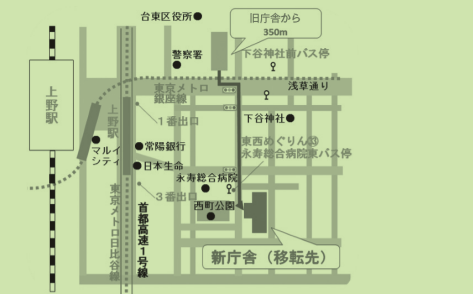 台東区役所
旧庁舎から
350m
警察署
下谷神社前バス停
上野駅
浅草通り
東京メトロ
銀座線
上野駅
1番出口
下谷神社
マルイ
シティ
常陽銀行
東西めぐりん⑬
永寿総合病院東バス停
日本生命
永寿総合病院
3番出口
西町公園
東京メトロ日比谷線
首都高速1号線
新庁舎（移転先）